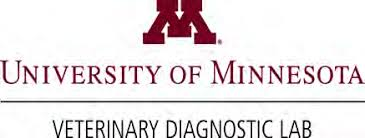 M
UNIVERSITY OF MINNESOTA
VETERINARY DIAGNOSTIC LAB